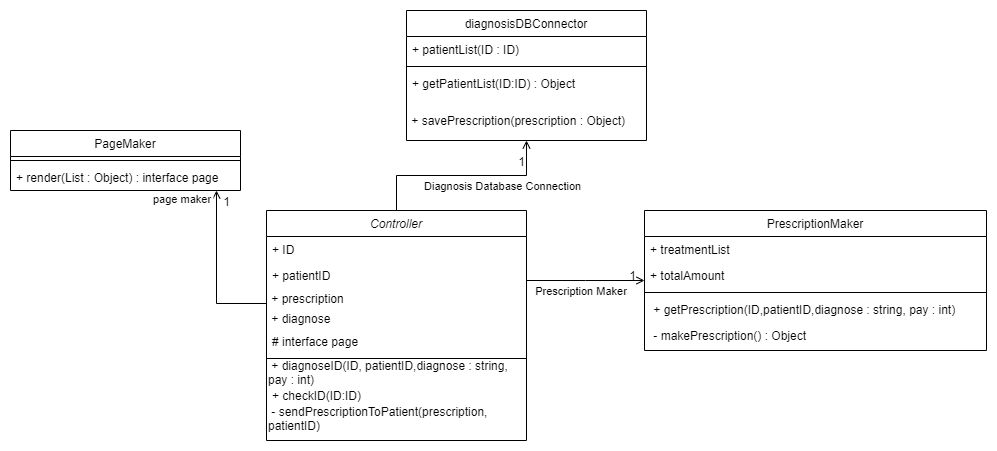 diagnosisDBConnector
+ patientList(ID : ID)
+ getPatientList(ID:ID) : Object
+ savePrescription(prescription : Object)
1
Diagnosis Database Connection
PageMaker
+ render(List : Object) : interface page
page maker
1
Controller
+ ID
+ patientID
+ prescription
+ diagnose
# interface page
+ diagnoseID(ID, patientID,diagnose : string,
pay : int)
+ checkID(ID:ID)
- sendPrescriptionToPatient(prescription,
patientID)
1
Prescription Maker
PrescriptionMaker
+ treatmentList
+ totalAmount
+ getPrescription(ID,patientID,diagnose : string, pay : int)
- makePrescription() : Object